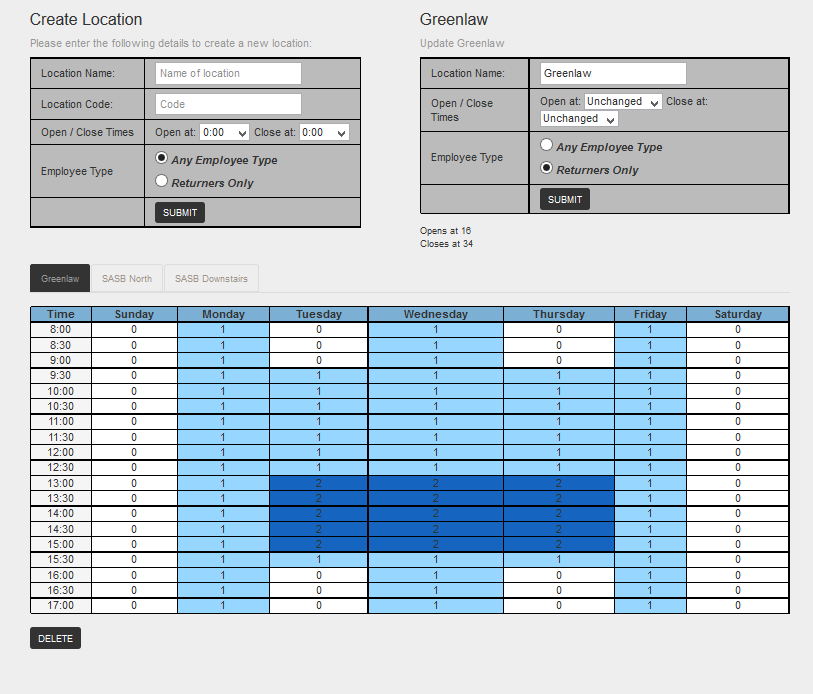 Create Location
Please enter the following details to create a new location:
Location Name: Name of location
Location Code: Code
Open / Close Times Open at: 0:00 Close at: 0:00
Employee Type
Any Employee Type
Returners Only
SUBMIT
Greenlaw
Update Greenlaw
Location Name: Greenlaw
Open / Close Times Open at: Unchanged Close at:
Unchanged
Employee Type
Any Employee Type
Returners Only
SUBMIT
Opens at 16
Closes at 34
Greenlaw SASB North SASB Downstairs
Time Sunday Monday Tuesday Wednesday Thursday Friday Saturday
8:00 0 1 0 1 0 1 0
8:30 0 1 0 1 0 1 0
9:00 0 1 0 1 0 1 0
9:30 0 1 1 1 1 1 0
10:00 0 1 1 1 1 1 0
10:30 0 1 1 1 1 1 0
11:00 0 1 1 1 1 1 0
11:30 0 1 1 1 1 1 0
12:00 0 1 1 1 1 1 0
12:30 0 1 1 1 1 1 0
13:00 0 1 2 2 2 1 0
13:30 0 1 2 2 2 1 0
14:00 0 1 2 2 2 1 0
14:30 0 1 2 2 2 1 0
15:00 0 1 2 2 2 1 0
15:30 0 1 1 1 1 1 0
16:00 0 1 0 1 0 1 0
16:30 0 1 0 1 0 1 0
17:00 0 1 0 1 0 1 0
DELETE